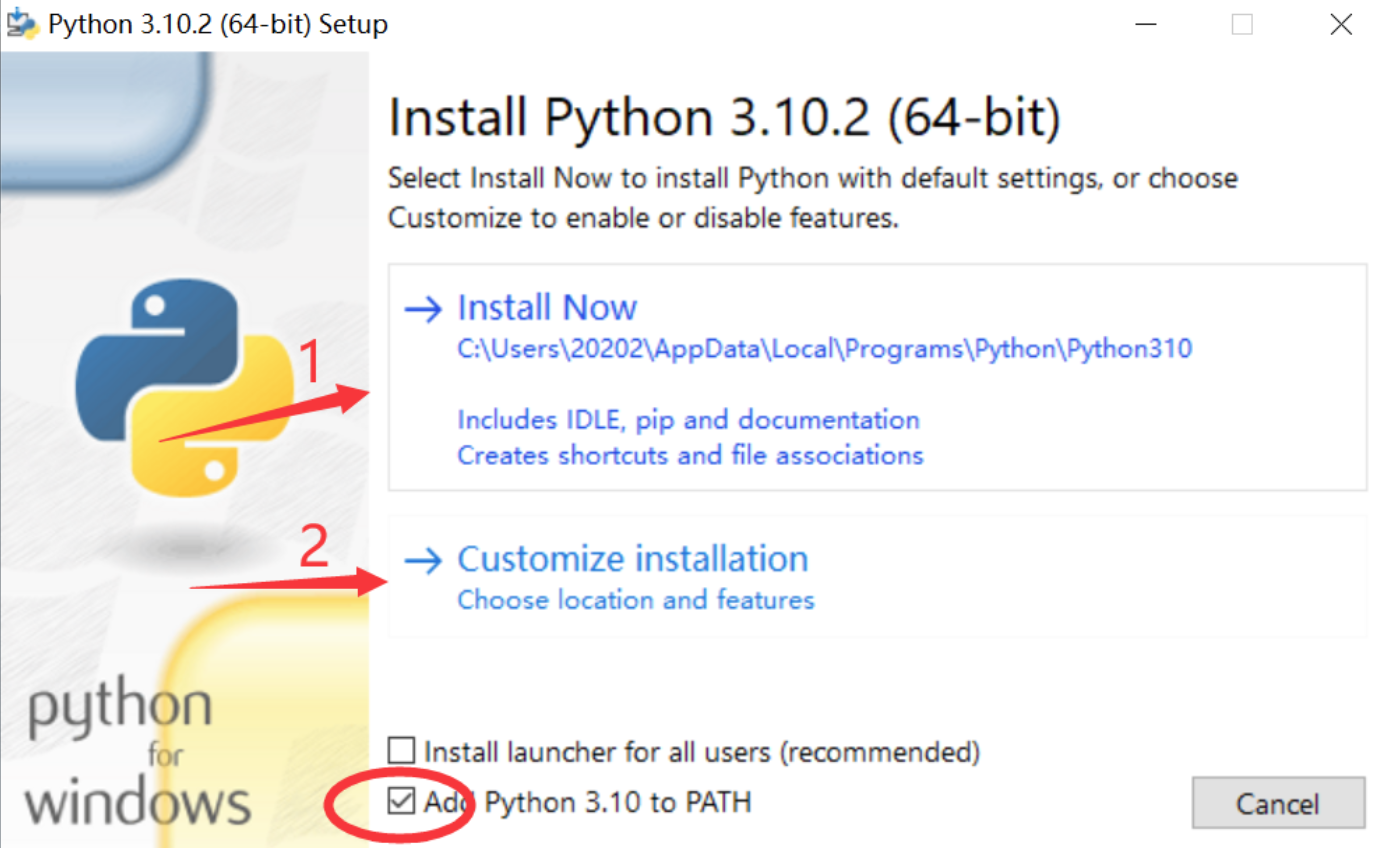 Python 3.10.2 (64-bit) Setup
Install Python 3.10.2 (64-bit)
Select Install Now to install Python with default settings, or choose
Customize to enable or disable features.
Install Now
C:\Users\20202\AppData\Local\Programs\Python\Python310
Includes IDLE, pip and documentation
Creates shortcuts and file associations
1
2
Customize installation
Choose location and features
python
for
windows
Install launcher for all users (recommended)
Add Python 3.10 to PATH
Cancel